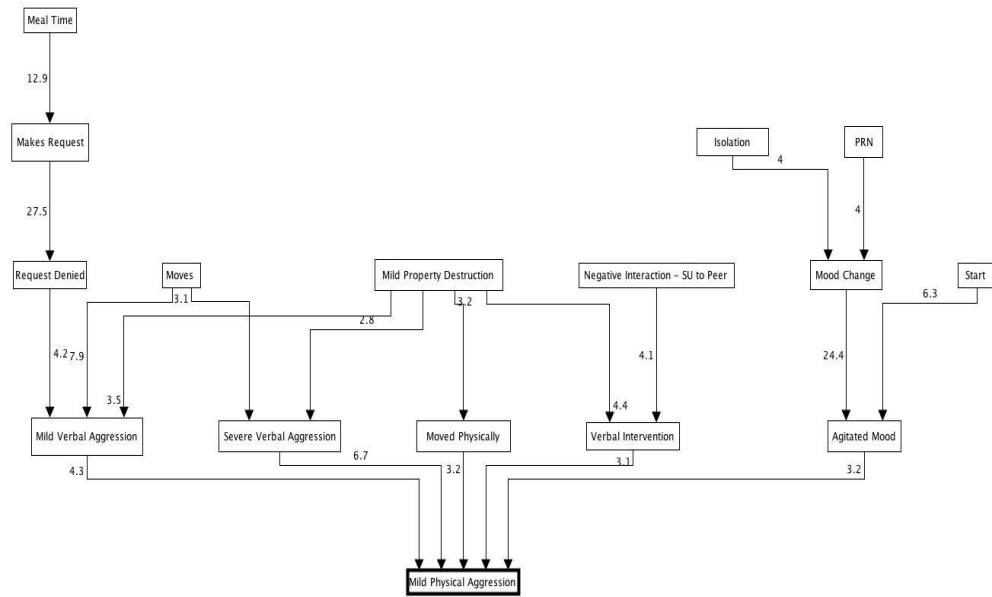 Meal Time
12.9
Makes Request
Isolation
PRN
4
27.5
4
Request Denied
Moves
Mild Property Destruction
Negative Interaction – SU to Peer
Mood Change
Start
3.1
3.2
6.3
2.8
4.2
7.9
4.1
24.4
3.5
4.4
Mild Verbal Aggression
Severe Verbal Aggression
Moved Physically
Verbal Intervention
Agitated Mood
4.3
6.7
3.2
3.1
3.2
Mild Physical Aggression